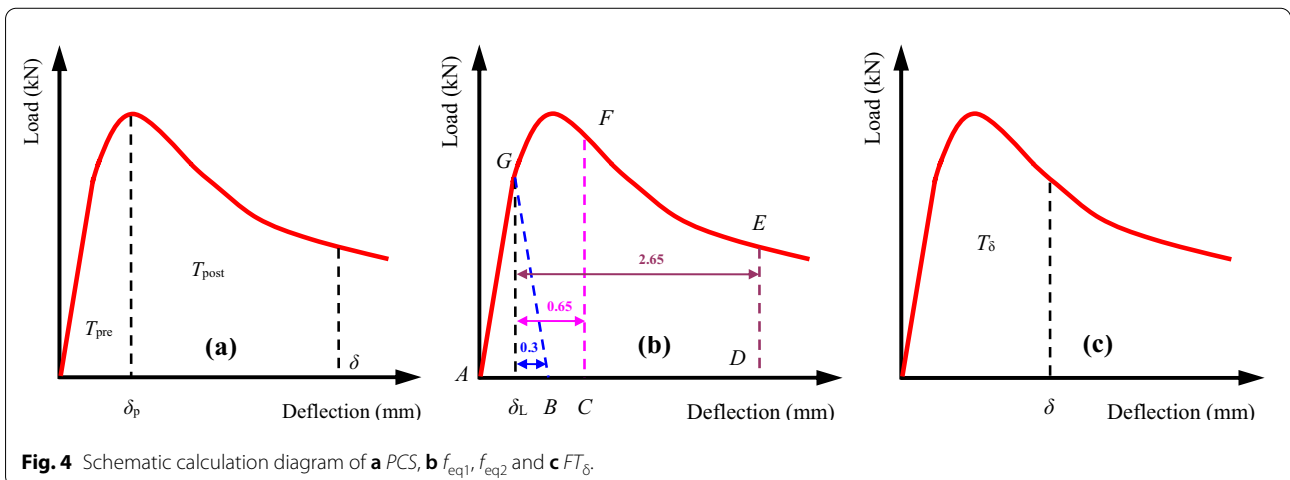 Load (kN)
T_pre
T_post
(a)
δ
δ_p
Deflection (mm)
Load (kN)
F
G
E
2.65
0.65
0.3
(b)
D
A
δ_L
B
C
Deflection (mm)
Load (kN)
T_δ
(c)
δ
Deflection (mm)
Fig. 4 Schematic calculation diagram of a PCS, b f_eq1, f_eq2 and c FT_δ.